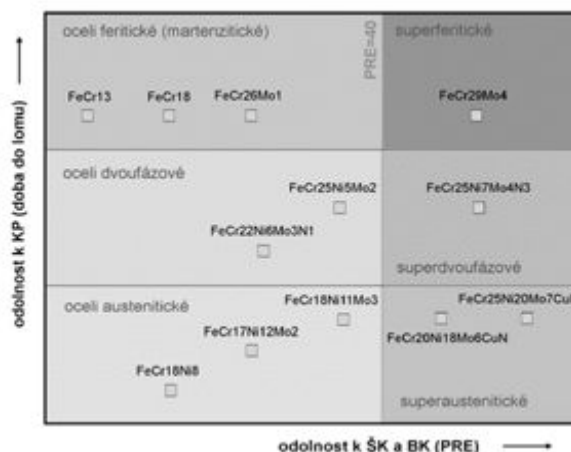 oceli feritické (martenzitické)
PRE=40
superferitické
FeCr13
FeCr18
FeCr26Mo1
FeCr29Mo4
oceli dvoufázové
FeCr25Ni5Mo2
FeCr25Ni7Mo4N3
FeCr22Ni6Mo3N1
superdvoufázové
oceli austenitické
FeCr18Ni11Mo3
FeCr25Ni20Mo7Cu
FeCr17Ni12Mo2
FeCr20Ni18Mo6CuN
FeCr18Ni8
superaustenitické
odolnost k KP (doba do lomu)
odolnost k ŠK a BK (PRE)